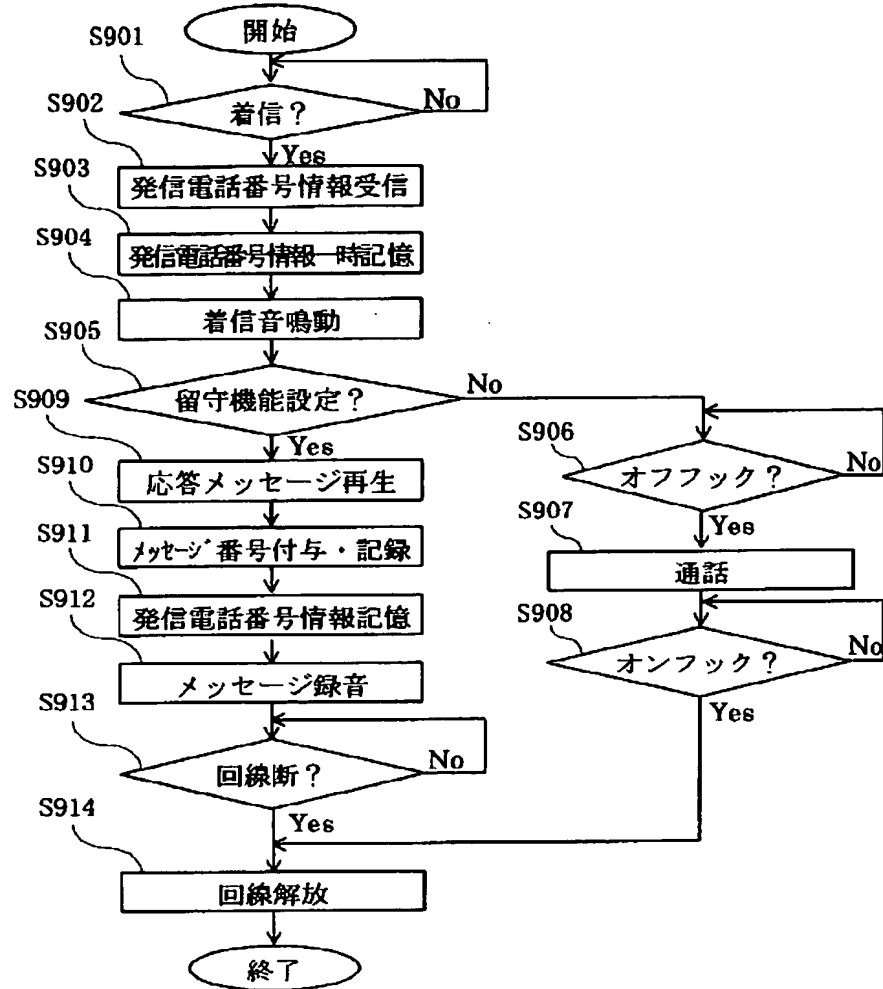 開始
S901
着信?
No
Yes
S902
発信電話番号情報受信
S903
発信電話番号情報一時記憶
S904
着信音鳴動
S905
留守機能設定?
No
Yes
S909
応答メッセージ再生
S910
メッセージ番号付与・記録
S911
発信電話番号情報記憶
S912
メッセージ録音
S913
回線断?
No
Yes
S906
オフフック?
No
Yes
S907
通話
S908
オンフック?
No
Yes
S914
回線解放
終了